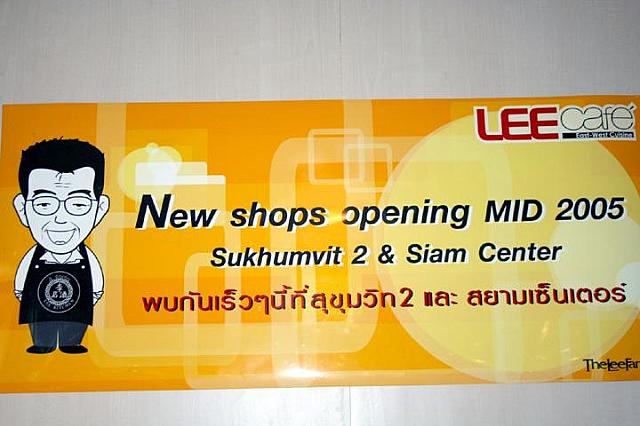 LEE Café
East-West Cuisine
New shops opening MID 2005
Sukhumvit 2 & Siam Center
พบกันเร็วๆนี้ที่สุขุมวิท2 และ สยามเซ็นเตอร์